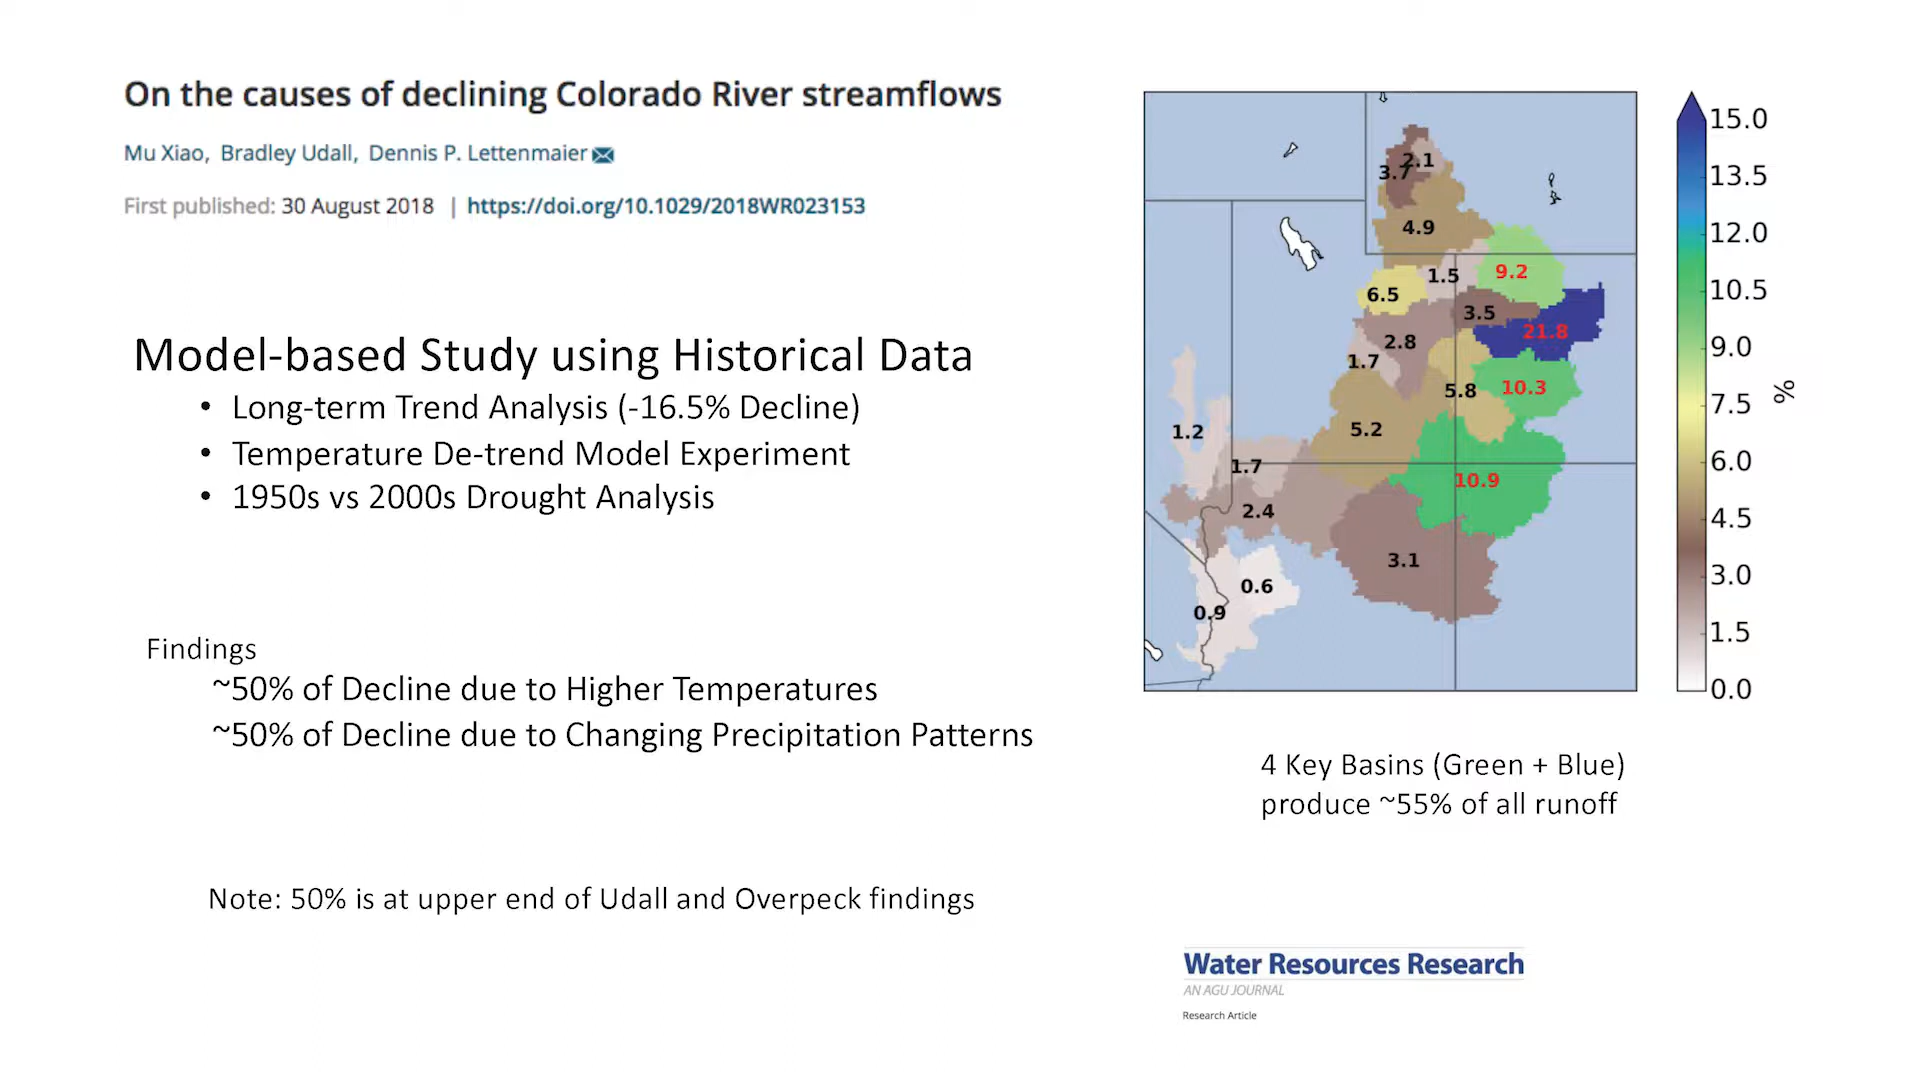 On the causes of declining Colorado River streamflows
Mu Xiao, Bradley Udall, Dennis P. Lettenmaier
First published: 30 August 2018 | https://doi.org/10.1029/2018WR023153
Model-based Study using Historical Data
• Long-term Trend Analysis (-16.5% Decline)
• Temperature De-trend Model Experiment
• 1950s vs 2000s Drought Analysis
Findings
~50% of Decline due to Higher Temperatures
~50% of Decline due to Changing Precipitation Patterns
Note: 50% is at upper end of Udall and Overpeck findings
2.1
3.7
4.9
1.5
9.2
6.5
3.5
21.8
2.8
1.7
5.8
10.3
5.2
1.2
1.7
10.9
2.4
3.1
0.6
0.9
15.0
13.5
12.0
10.5
9.0
7.5
6.0
4.5
3.0
1.5
0.0
%
4 Key Basins (Green + Blue)
produce ~55% of all runoff
Water Resources Research
AN AGU JOURNAL
Research Article